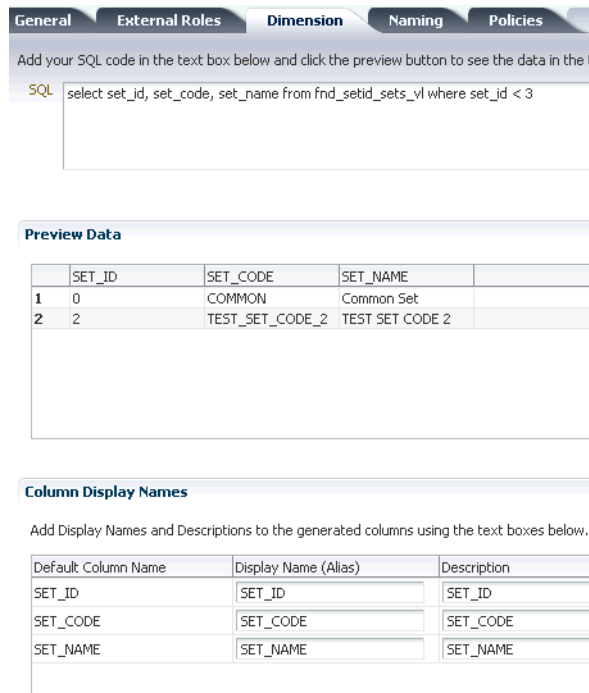 General External Roles Dimension Naming Policies
Add your SQL code in the text box below and click the preview button to see the data in the
SQL select set_id, set_code, set_name from fnd_setid_sets_vl where set_id < 3
Preview Data
SET_ID SET_CODE SET_NAME
1 0 COMMON Common Set
2 2 TEST_SET_CODE_2 TEST SET CODE 2
Column Display Names
Add Display Names and Descriptions to the generated columns using the text boxes below.
Default Column Name Display Name (Alias) Description
SET_ID SET_ID SET_ID
SET_CODE SET_CODE SET_CODE
SET_NAME SET_NAME SET_NAME